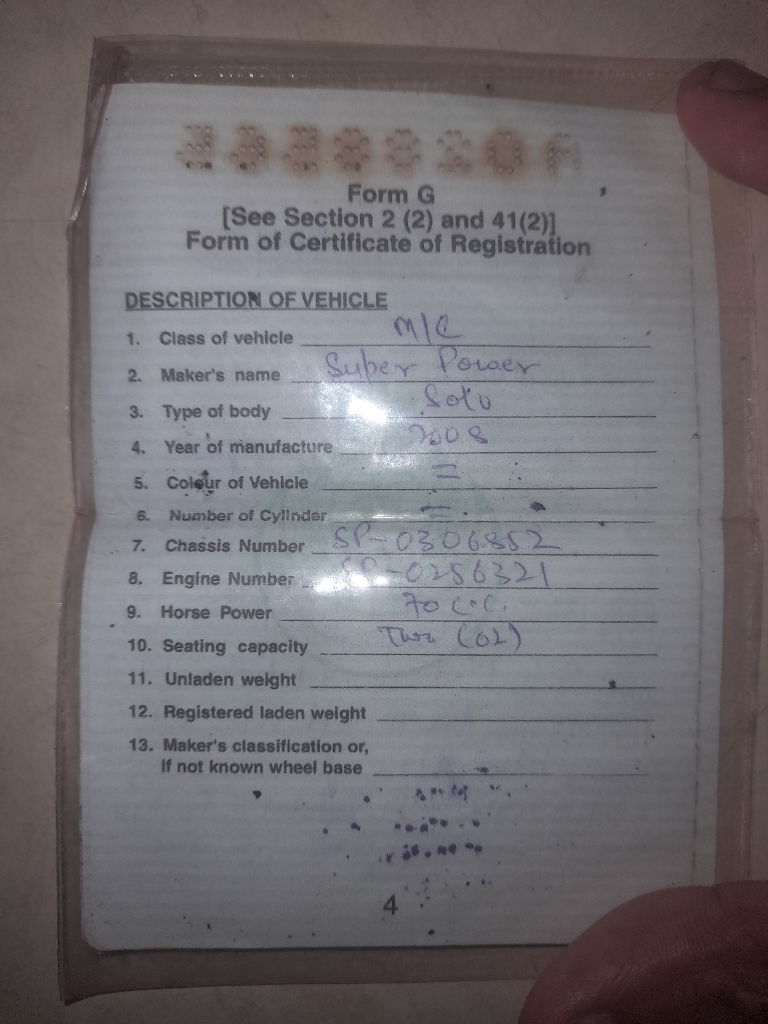 Form G
[See Section 2 (2) and 41(2)]
Form of Certificate of Registration
DESCRIPTION OF VEHICLE
1. Class of vehicle M/C
2. Maker's name Super Power
3. Type of body Solo
4. Year of manufacture 2008
5. Colour of Vehicle =
6. Number of Cylinder =
7. Chassis Number SP-0306852
8. Engine Number SP-0256321
9. Horse Power 70 C.C.
10. Seating capacity Two (02)
11. Unladen weight
12. Registered laden weight
13. Maker's classification or,
if not known wheel base
4